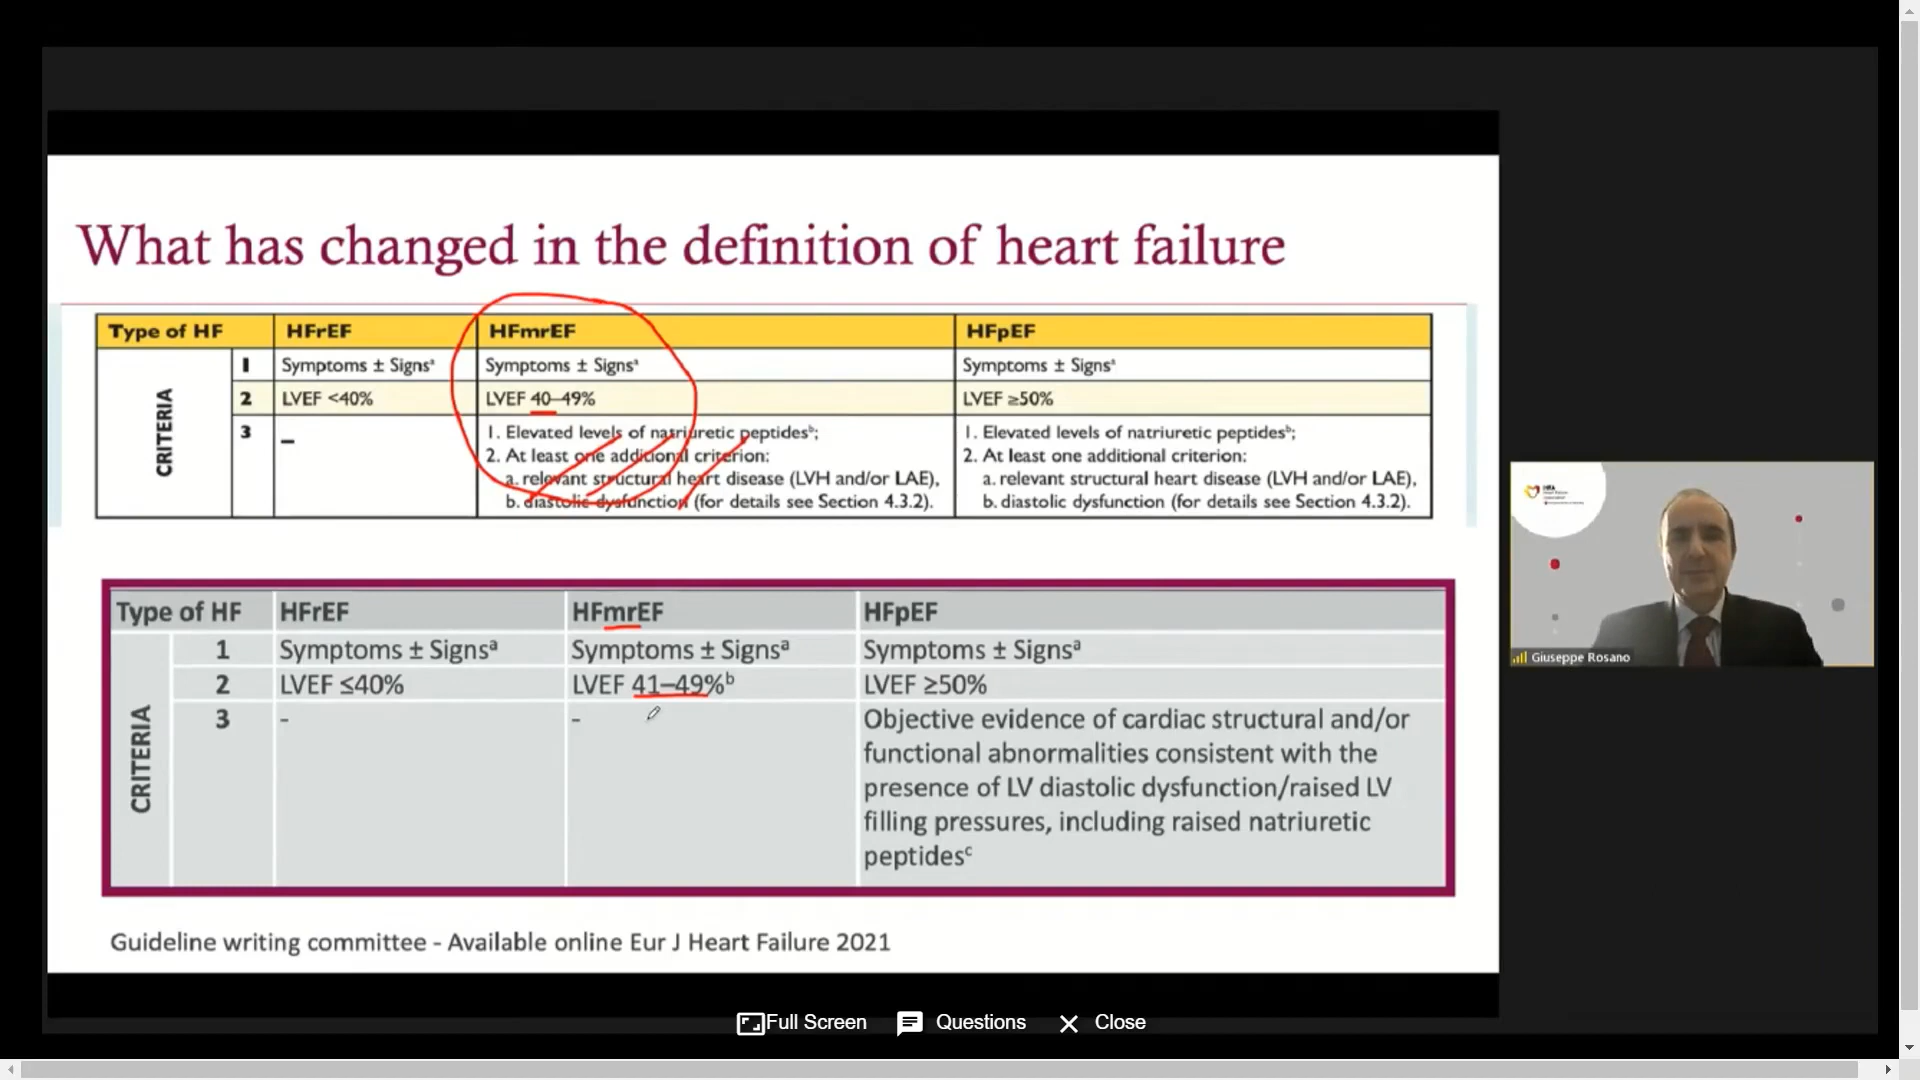 What has changed in the definition of heart failure
Type of HF HFrEF HFmrEF HFpEF
CRITERIA
1 Symptoms ± Signsᵃ Symptoms ± Signsᵃ Symptoms ± Signsᵃ
2 LVEF <40% LVEF 40–49% LVEF ≥50%
3 – 1. Elevated levels of natriuretic peptidesᵇ; 1. Elevated levels of natriuretic peptidesᵇ;
2. At least one additional criterion: 2. At least one additional criterion:
a. relevant structural heart disease (LVH and/or LAE), a. relevant structural heart disease (LVH and/or LAE),
b. diastolic dysfunction (for details see Section 4.3.2). b. diastolic dysfunction (for details see Section 4.3.2).
Type of HF HFrEF HFmrEF HFpEF
CRITERIA
1 Symptoms ± Signsᵃ Symptoms ± Signsᵃ Symptoms ± Signsᵃ
2 LVEF ≤40% LVEF 41–49%ᵇ LVEF ≥50%
3 - - Objective evidence of cardiac structural and/or
functional abnormalities consistent with the
presence of LV diastolic dysfunction/raised LV
filling pressures, including raised natriuretic
peptidesᶜ
Guideline writing committee - Available online Eur J Heart Failure 2021
HFA
Giuseppe Rosano
Full Screen Questions Close